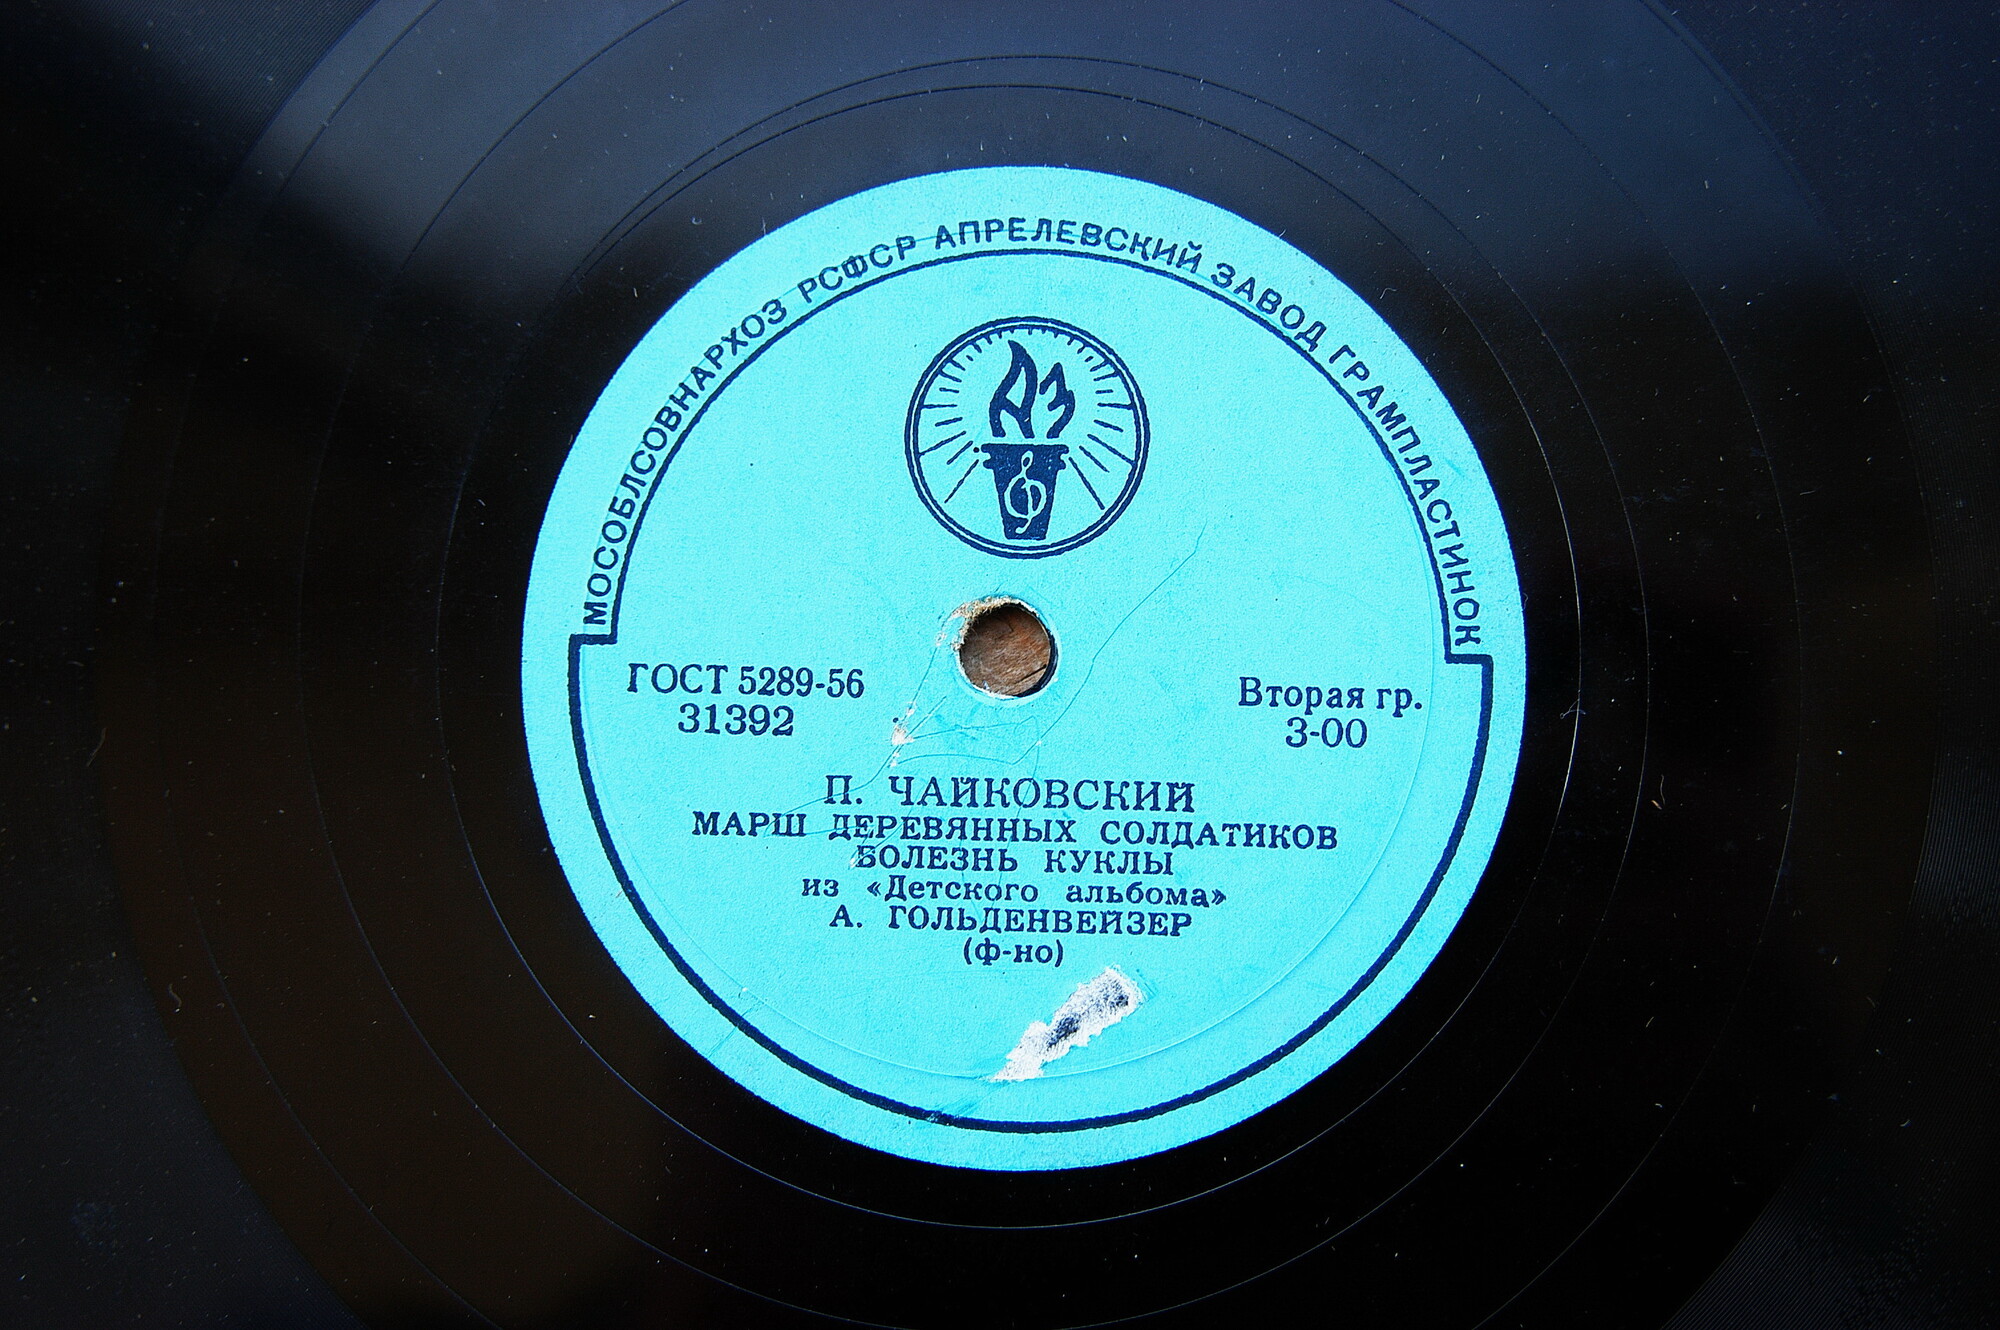 МОСОБЛСОВНАРХОЗ РСФСР АПРЕЛЕВСКИЙ ЗАВОД ГРАМПЛАСТИНОК
АЗ
ГОСТ 5289-56
31392
Вторая гр.
3-00
П. ЧАЙКОВСКИЙ
МАРШ ДЕРЕВЯННЫХ СОЛДАТИКОВ
БОЛЕЗНЬ КУКЛЫ
из «Детского альбома»
А. ГОЛЬДЕНВЕЙЗЕР
(ф-но)